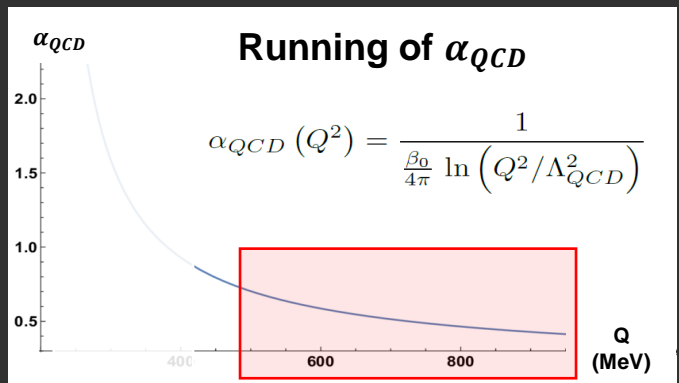 α_QCD
Running of α_QCD
2.0
α_QCD (Q²) = 1 / (β₀/4π ln (Q²/Λ²_QCD))
1.5
1.0
0.5
400
600
800
Q
(MeV)